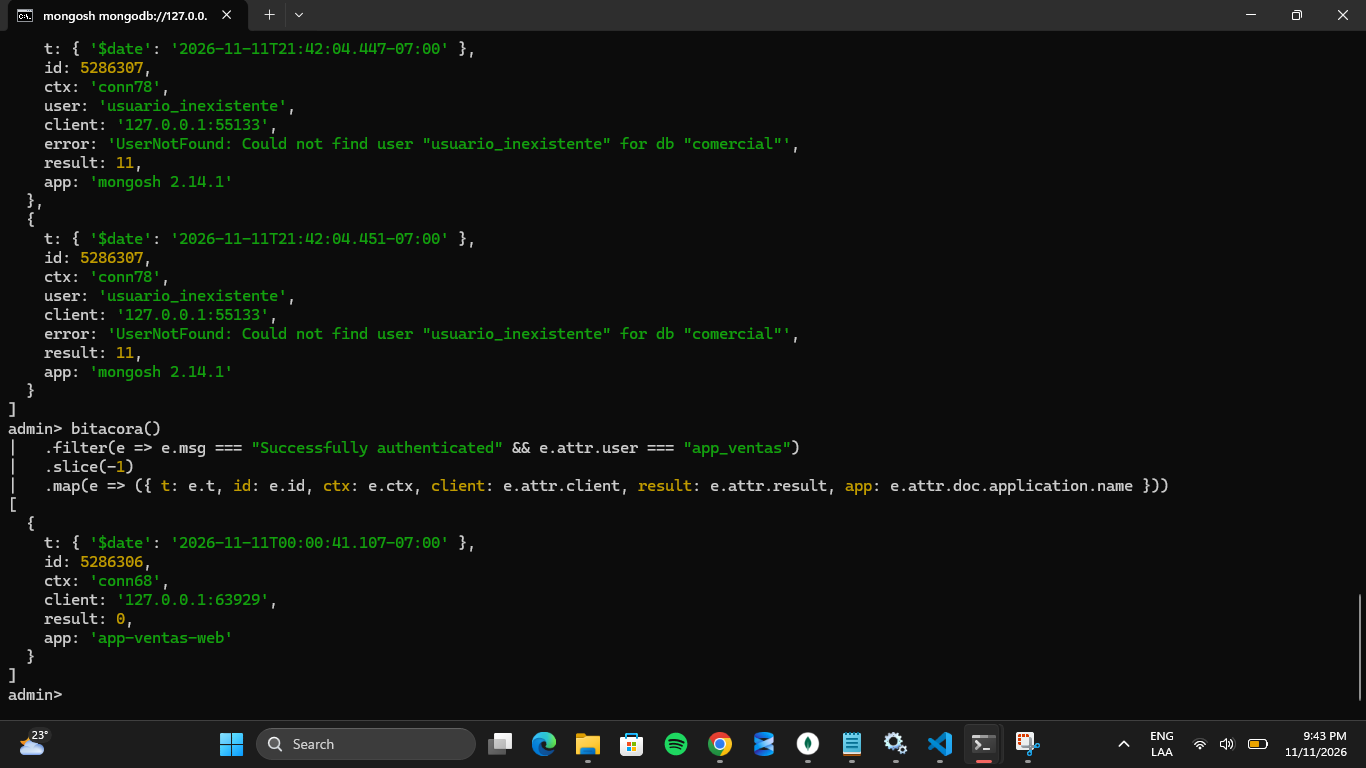 mongosh mongodb://127.0.0.
t: { '$date': '2026-11-11T21:42:04.447-07:00' },
id: 5286307,
ctx: 'conn78',
user: 'usuario_inexistente',
client: '127.0.0.1:55133',
error: 'UserNotFound: Could not find user "usuario_inexistente" for db "comercial"',
result: 11,
app: 'mongosh 2.14.1'
},
{
t: { '$date': '2026-11-11T21:42:04.451-07:00' },
id: 5286307,
ctx: 'conn78',
user: 'usuario_inexistente',
client: '127.0.0.1:55133',
error: 'UserNotFound: Could not find user "usuario_inexistente" for db "comercial"',
result: 11,
app: 'mongosh 2.14.1'
}
]
admin> bitacora()
|   .filter(e => e.msg === "Successfully authenticated" && e.attr.user === "app_ventas")
|   .slice(-1)
|   .map(e => ({ t: e.t, id: e.id, ctx: e.ctx, client: e.attr.client, result: e.attr.result, app: e.attr.doc.application.name }))
[
{
t: { '$date': '2026-11-11T00:00:41.107-07:00' },
id: 5286306,
ctx: 'conn68',
client: '127.0.0.1:63929',
result: 0,
app: 'app-ventas-web'
}
]
admin>
23°
Search
ENG
LAA
9:43 PM
11/11/2026